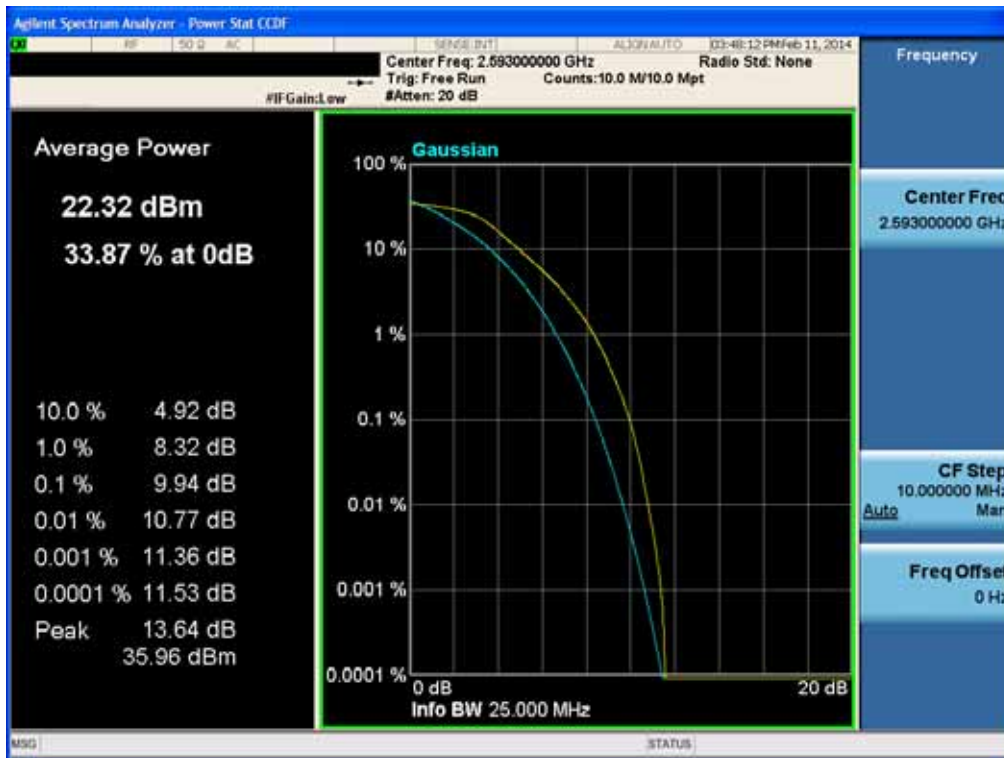 Agilent Spectrum Analyzer - Power Stat CCDF
RF 50 Ω AC SENSE:INT ALIGN AUTO 03:48:12 PM Feb 11, 2014
Center Freq: 2.593000000 GHz Radio Std: None
Trig: Free Run Counts:10.0 M/10.0 Mpt
#IFGain:Low #Atten: 20 dB
Average Power
22.32 dBm
33.87 % at 0dB
10.0 % 4.92 dB
1.0 % 8.32 dB
0.1 % 9.94 dB
0.01 % 10.77 dB
0.001 % 11.36 dB
0.0001 % 11.53 dB
Peak 13.64 dB
35.96 dBm
Gaussian
100 %
10 %
1 %
0.1 %
0.01 %
0.001 %
0.0001 %
0 dB 20 dB
Info BW 25.000 MHz
Frequency
Center Freq
2.593000000 GHz
CF Step
10.000000 MHz
Auto Man
Freq Offset
0 Hz
MSG STATUS